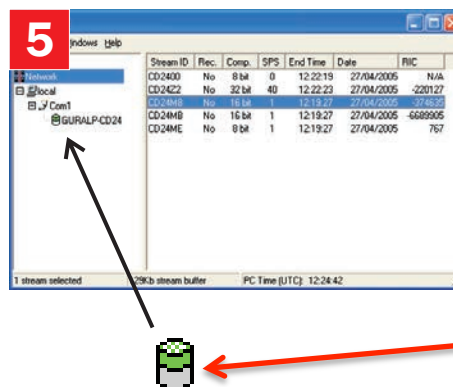 5
indows Help
Stream ID Rec. Comp. SPS End Time Date RIC
Network
CD2400 No 8 bit 0 12:22:19 27/04/2005 N/A
local
CD24Z2 No 32 bit 40 12:22:23 27/04/2005 -220127
Com1
CD24M8 No 16 bit 1 12:19:27 27/04/2005 -374635
GURALP-CD24
CD24MB No 16 bit 1 12:19:27 27/04/2005 -6689905
CD24ME No 8 bit 1 12:19:27 27/04/2005 767
1 stream selected 29Kb stream buffer PC Time (UTC): 12:24:42